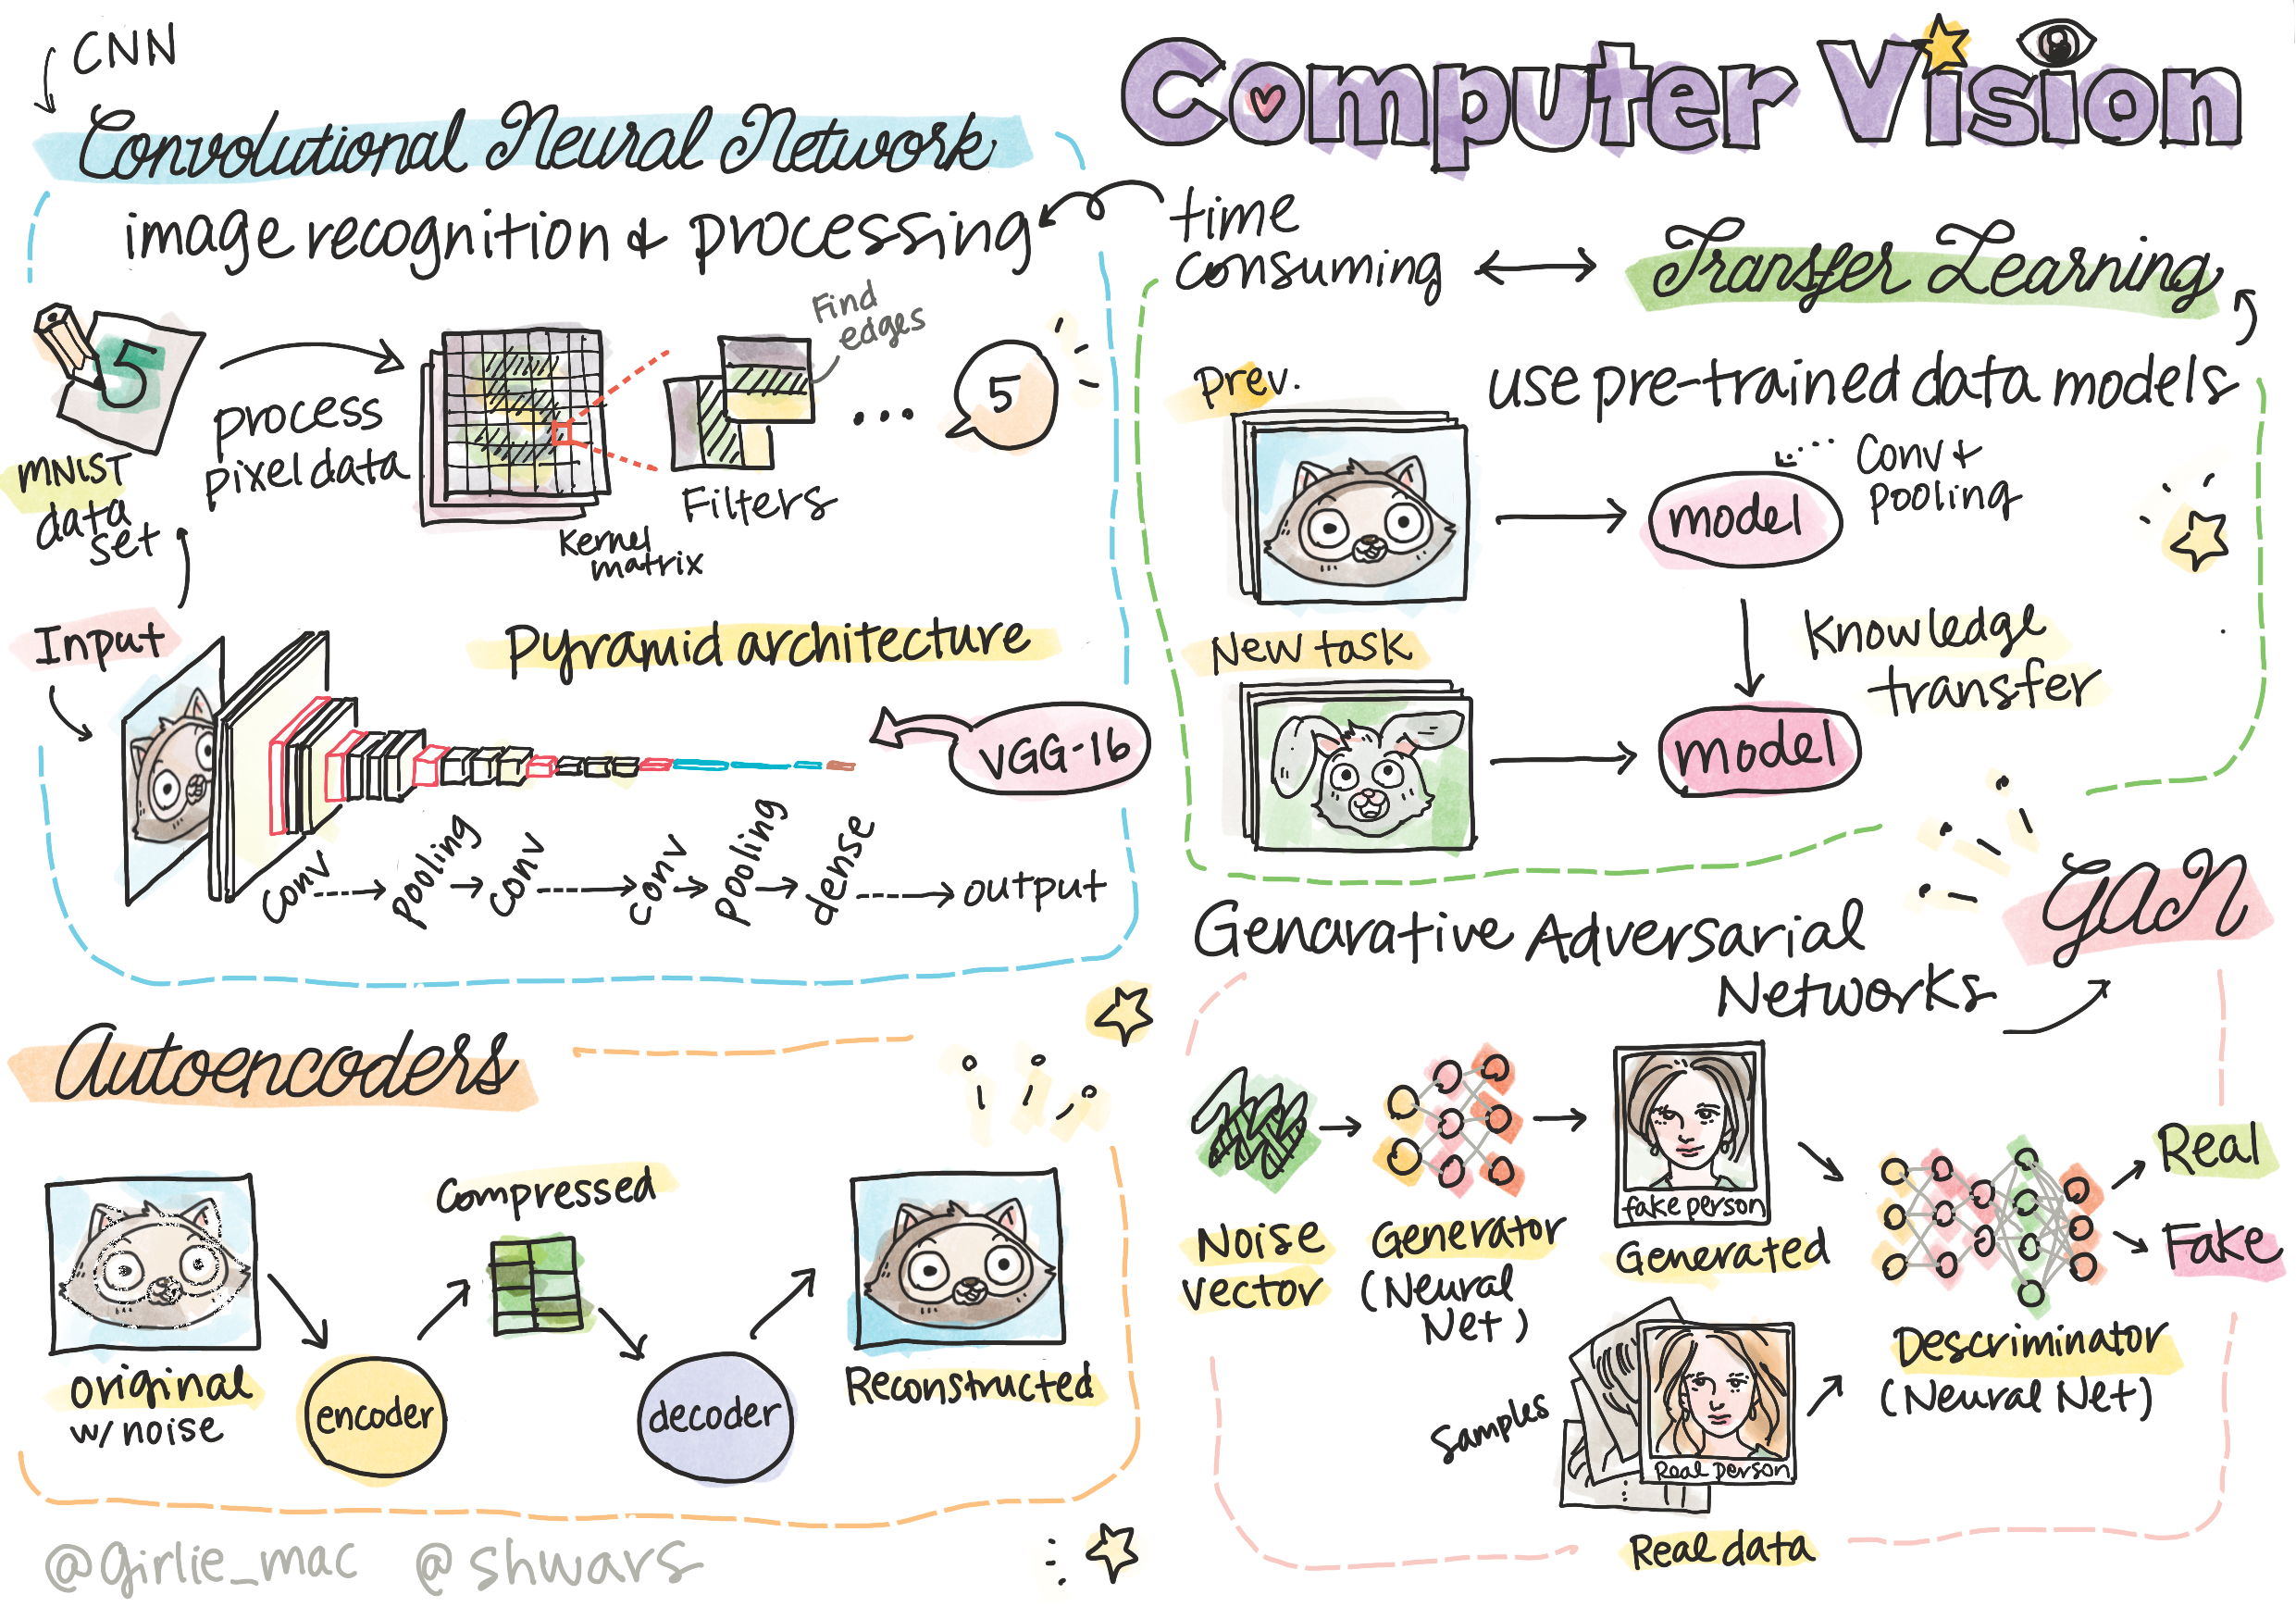 CNN
Convolutional Neural Network
image recognition & processing
5
MNIST
data
set
process
pixel data
Kernel
matrix
Find
edges
Filters
...
5
Input
Pyramid architecture
VGG-16
conv
pooling
conv
conv
pooling
dense
output
Computer Vision
time
consuming
Transfer Learning
use pre-trained data models
prev.
model
Conv &
pooling
Knowledge
transfer
New task
model
Autoencoders
original
w/ noise
encoder
Compressed
decoder
Reconstructed
GAN
Genarative Adversarial
Networks
Noise
vector
Generator
(Neural
Net)
fake person
Generated
Samples
Real person
Real data
Descriminator
(Neural Net)
Real
Fake
@girlie_mac @shwars